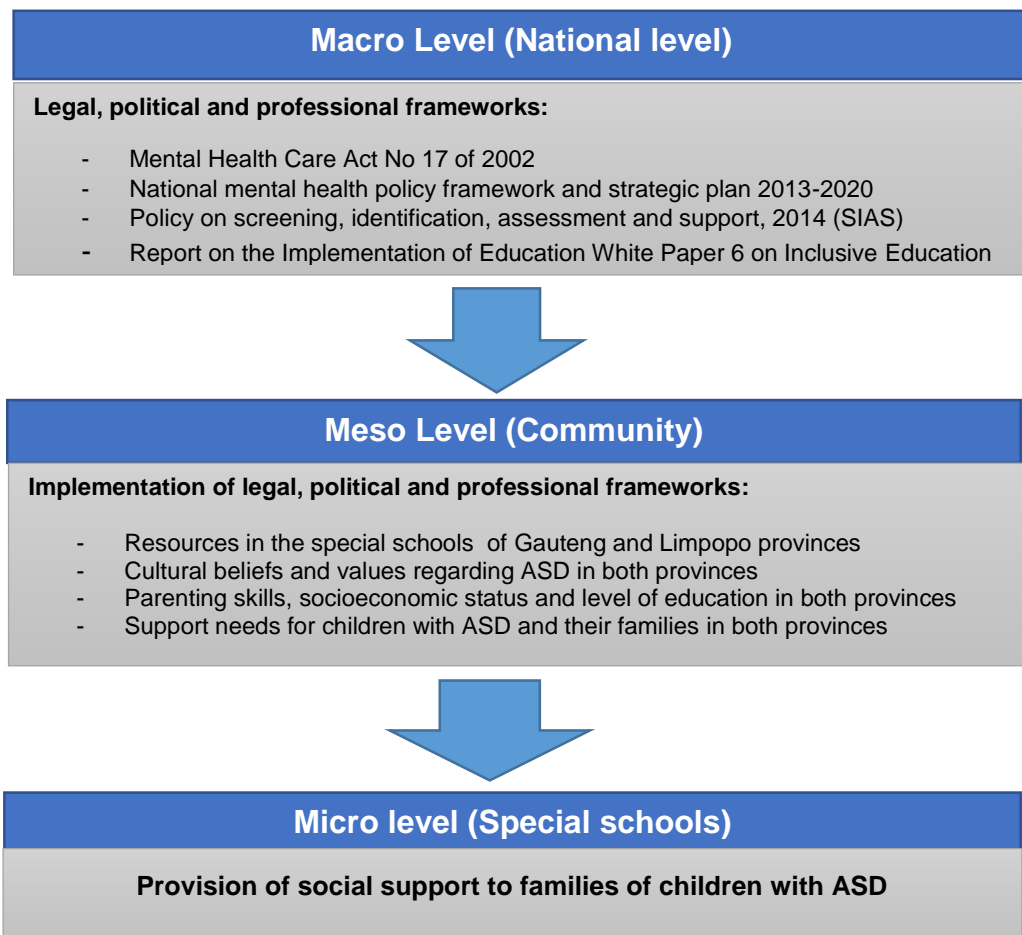 Macro Level (National level)
Legal, political and professional frameworks:
- Mental Health Care Act No 17 of 2002
- National mental health policy framework and strategic plan 2013-2020
- Policy on screening, identification, assessment and support, 2014 (SIAS)
- Report on the Implementation of Education White Paper 6 on Inclusive Education
Meso Level (Community)
Implementation of legal, political and professional frameworks:
- Resources in the special schools of Gauteng and Limpopo provinces
- Cultural beliefs and values regarding ASD in both provinces
- Parenting skills, socioeconomic status and level of education in both provinces
- Support needs for children with ASD and their families in both provinces
Micro level (Special schools)
Provision of social support to families of children with ASD